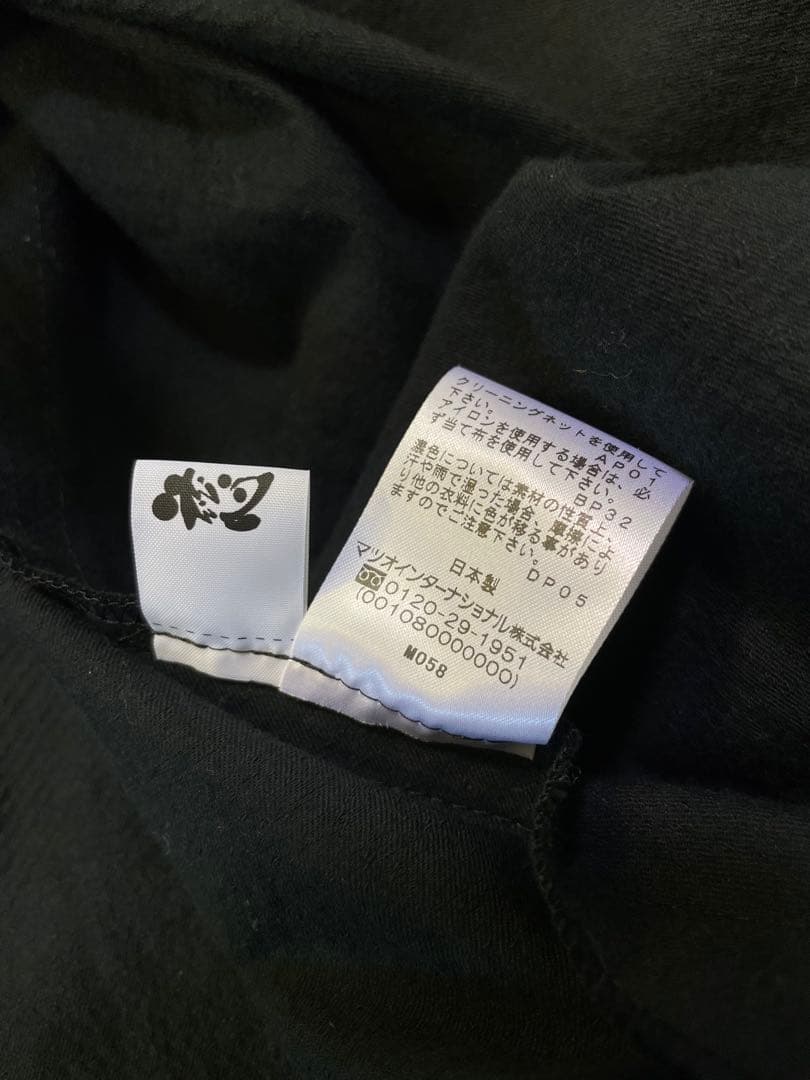 クリーニングネットを使用して
下さい。 AP01
アイロンを使用する場合は、必
ず当て布を使用して下さい。
BP32
濃色については素材の性質上、
汗や雨で湿った場合、摩擦によ
り他の衣料に色が移る事があり
ますのでご注意下さい。
DP05
日本製
マツオインターナショナル株式会社
0120-29-1951
(001080000000)
M058